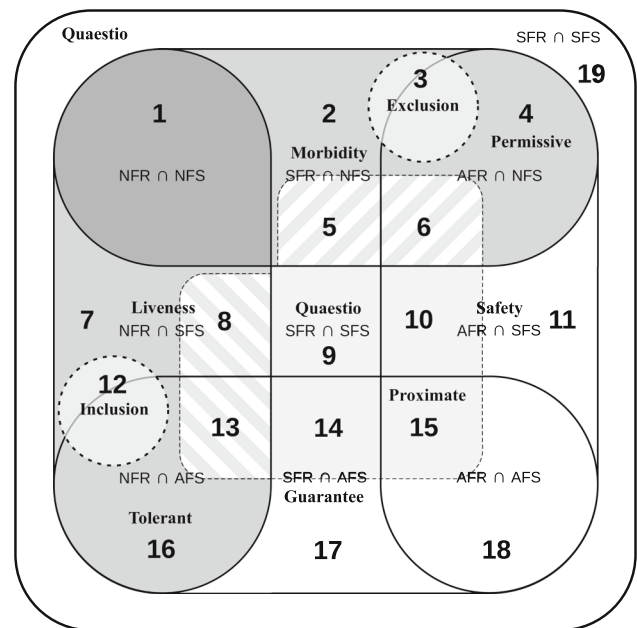 Quaestio
SFR ∩ SFS
19
3
Exclusion
1
2
4
Permissive
Morbidity
NFR ∩ NFS
SFR ∩ NFS
AFR ∩ NFS
5
6
Liveness
Quaestio
Safety
7
8
10
11
NFR ∩ SFS
SFR ∩ SFS
AFR ∩ SFS
9
12
Inclusion
Proximate
13
14
15
NFR ∩ AFS
SFR ∩ AFS
AFR ∩ AFS
Guarantee
Tolerant
16
17
18